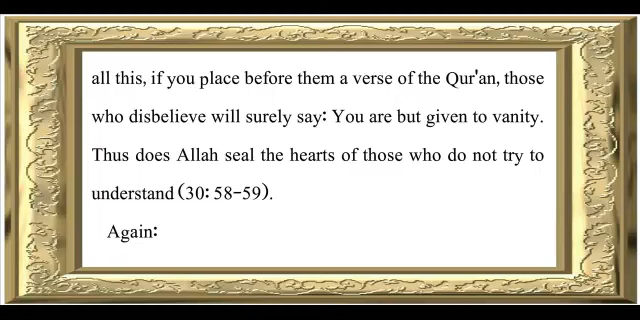 all this, if you place before them a verse of the Qur'an, those
who disbelieve will surely say: You are but given to vanity.
Thus does Allah seal the hearts of those who do not try to
understand (30: 58-59).
Again: